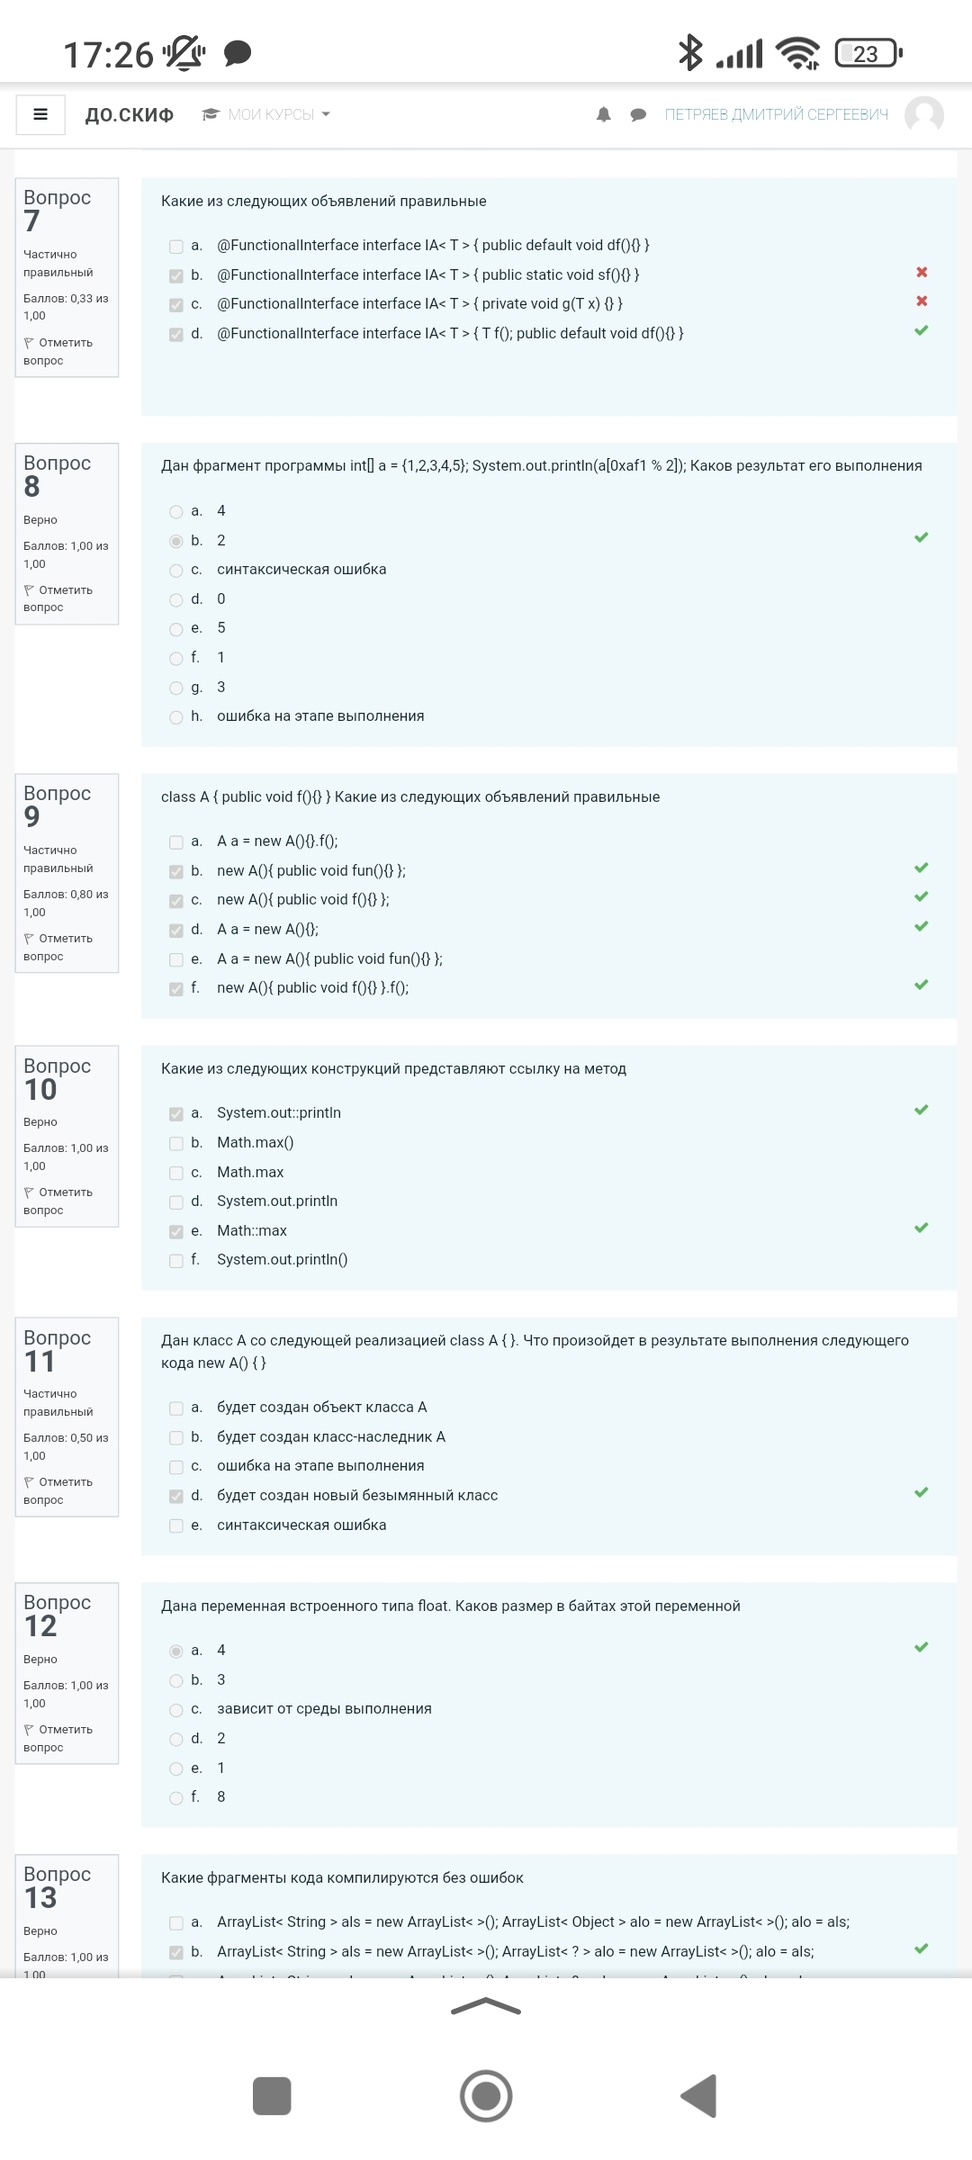 17:26
23
ДО.СКИФ
МОИ КУРСЫ
ПЕТРЯЕВ ДМИТРИЙ СЕРГЕЕВИЧ
Вопрос
7
Частично
правильный
Баллов: 0,33 из
1,00
Отметить
вопрос
Какие из следующих объявлений правильные
a. @FunctionalInterface interface IA< T > { public default void df(){} }
b. @FunctionalInterface interface IA< T > { public static void sf(){} }
c. @FunctionalInterface interface IA< T > { private void g(T x) {} }
d. @FunctionalInterface interface IA< T > { T f(); public default void df(){} }
Вопрос
8
Верно
Баллов: 1,00 из
1,00
Отметить
вопрос
Дан фрагмент программы int[] a = {1,2,3,4,5}; System.out.println(a[0xaf1 % 2]); Каков результат его выполнения
a. 4
b. 2
c. синтаксическая ошибка
d. 0
e. 5
f. 1
g. 3
h. ошибка на этапе выполнения
Вопрос
9
Частично
правильный
Баллов: 0,80 из
1,00
Отметить
вопрос
class A { public void f(){} } Какие из следующих объявлений правильные
a. A a = new A(){}.f();
b. new A(){ public void fun(){} };
c. new A(){ public void f(){} };
d. A a = new A(){};
e. A a = new A(){ public void fun(){} };
f. new A(){ public void f(){} }.f();
Вопрос
10
Верно
Баллов: 1,00 из
1,00
Отметить
вопрос
Какие из следующих конструкций представляют ссылку на метод
a. System.out::println
b. Math.max()
c. Math.max
d. System.out.println
e. Math::max
f. System.out.println()
Вопрос
11
Частично
правильный
Баллов: 0,50 из
1,00
Отметить
вопрос
Дан класс A со следующей реализацией class A { }. Что произойдет в результате выполнения следующего
кода new A() { }
a. будет создан объект класса A
b. будет создан класс-наследник A
c. ошибка на этапе выполнения
d. будет создан новый безымянный класс
e. синтаксическая ошибка
Вопрос
12
Верно
Баллов: 1,00 из
1,00
Отметить
вопрос
Дана переменная встроенного типа float. Каков размер в байтах этой переменной
a. 4
b. 3
c. зависит от среды выполнения
d. 2
e. 1
f. 8
Вопрос
13
Верно
Баллов: 1,00 из
1,00
Какие фрагменты кода компилируются без ошибок
a. ArrayList< String > als = new ArrayList< >(); ArrayList< Object > alo = new ArrayList< >(); alo = als;
b. ArrayList< String > als = new ArrayList< >(); ArrayList< ? > alo = new ArrayList< >(); alo = als;